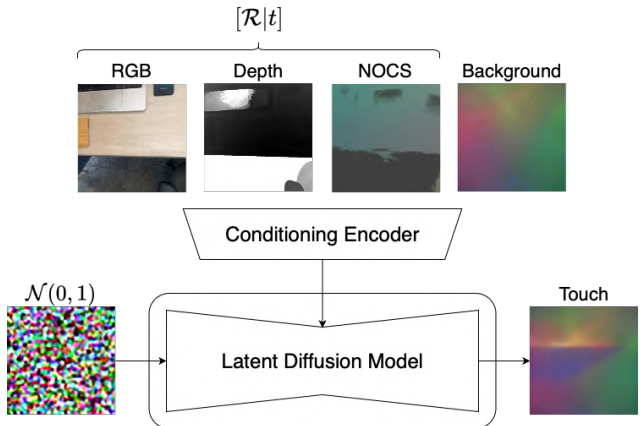 [R|t]
RGB Depth NOCS Background
Conditioning Encoder
N(0, 1)
Touch
Latent Diffusion Model